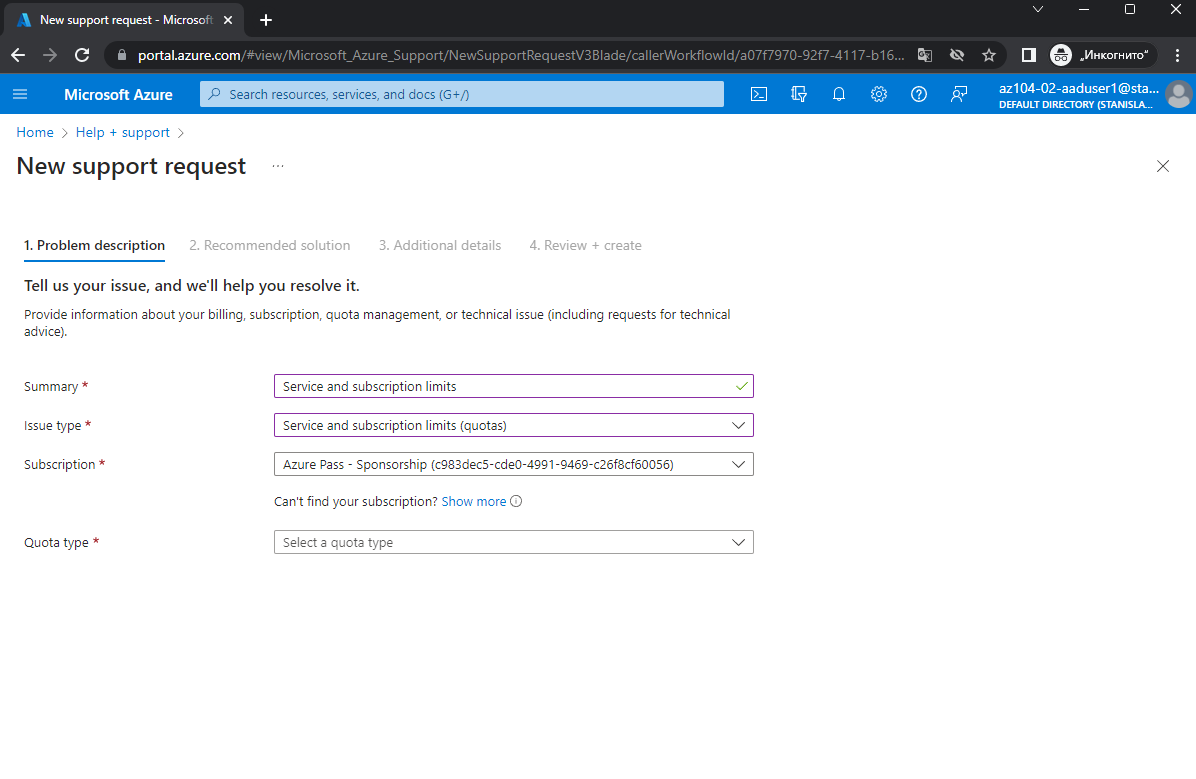 New support request - Microsoft
portal.azure.com/#view/Microsoft_Azure_Support/NewSupportRequestV3Blade/callerWorkflowId/a07f7970-92f7-4117-b16...
„Инкогнито“
Microsoft Azure
Search resources, services, and docs (G+/)
az104-02-aaduser1@sta...
DEFAULT DIRECTORY (STANISLA...
Home > Help + support >
New support request ...
1. Problem description 2. Recommended solution 3. Additional details 4. Review + create
Tell us your issue, and we'll help you resolve it.
Provide information about your billing, subscription, quota management, or technical issue (including requests for technical
advice).
Summary * Service and subscription limits
Issue type * Service and subscription limits (quotas)
Subscription * Azure Pass - Sponsorship (c983dec5-cde0-4991-9469-c26f8cf60056)
Can't find your subscription? Show more
Quota type * Select a quota type